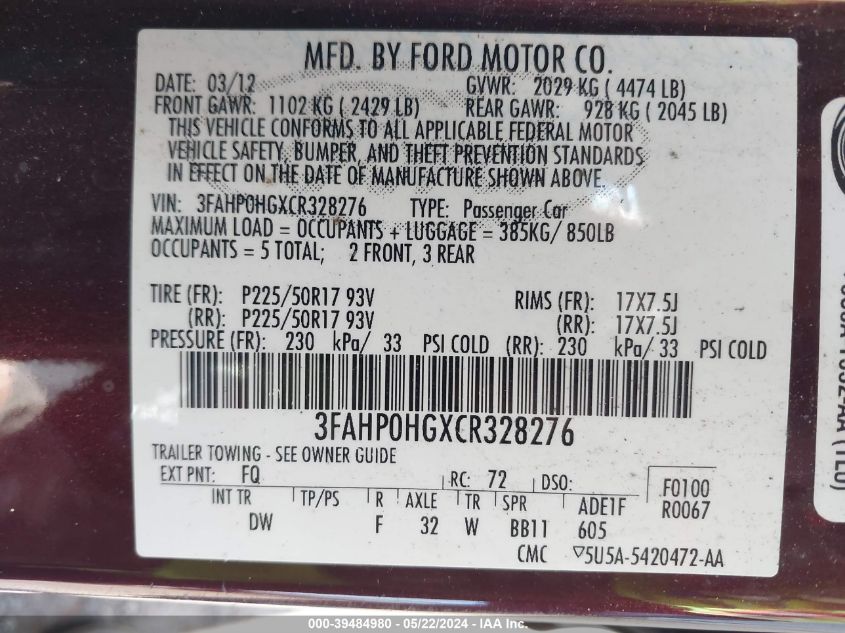 MFD. BY FORD MOTOR CO.
DATE: 03/12 GVWR: 2029 KG ( 4474 LB)
FRONT GAWR: 1102 KG ( 2429 LB) REAR GAWR: 928 KG ( 2045 LB)
THIS VEHICLE CONFORMS TO ALL APPLICABLE FEDERAL MOTOR
VEHICLE SAFETY, BUMPER, AND THEFT PREVENTION STANDARDS
IN EFFECT ON THE DATE OF MANUFACTURE SHOWN ABOVE.
VIN: 3FAHP0HGXCR328276 TYPE: Passenger Car
MAXIMUM LOAD = OCCUPANTS + LUGGAGE = 385KG/ 850LB
OCCUPANTS = 5 TOTAL; 2 FRONT, 3 REAR
TIRE (FR): P225/50R17 93V RIMS (FR): 17X7.5J
(RR): P225/50R17 93V (RR): 17X7.5J
PRESSURE (FR): 230 kPa/ 33 PSI COLD (RR): 230 kPa/ 33 PSI COLD
3FAHP0HGXCR328276
TRAILER TOWING - SEE OWNER GUIDE
EXT PNT: FQ RC: 72 DSO: F0100
INT TR TP/PS R AXLE TR SPR ADE1F R0067
DW F 32 W BB11 605
CMC ▽5U5A-5420472-AA
000-39484980 - 05/22/2024 - IAA Inc.